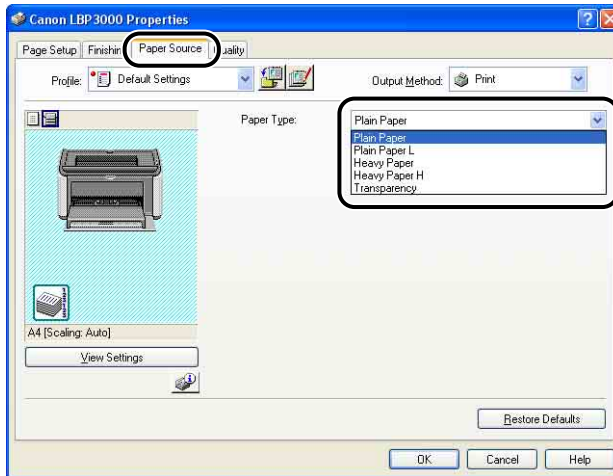 Canon LBP3000 Properties
Page Setup Finishin Paper Source uality
Profile: Default Settings Output Method: Print
Paper Type: Plain Paper
Plain Paper
Plain Paper L
Heavy Paper
Heavy Paper H
Transparency
A4 [Scaling: Auto]
View Settings
Restore Defaults
OK Cancel Help